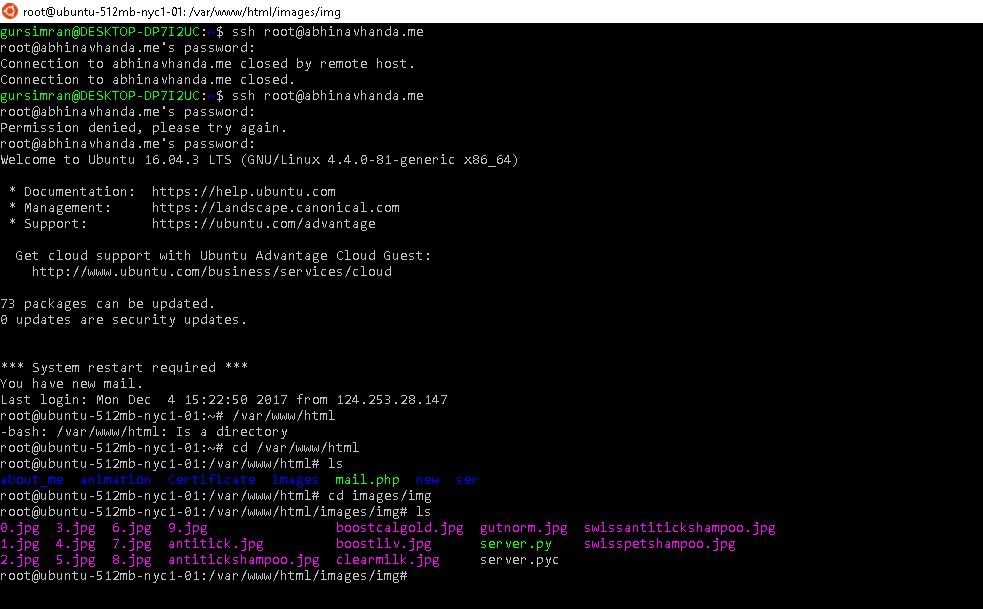 root@ubuntu-512mb-nyc1-01: /var/www/html/images/img
gursimran@DESKTOP-DP7I2UC:~$ ssh root@abhinavhanda.me
root@abhinavhanda.me's password:
Connection to abhinavhanda.me closed by remote host.
Connection to abhinavhanda.me closed.
gursimran@DESKTOP-DP7I2UC:~$ ssh root@abhinavhanda.me
root@abhinavhanda.me's password:
Permission denied, please try again.
root@abhinavhanda.me's password:
Welcome to Ubuntu 16.04.3 LTS (GNU/Linux 4.4.0-81-generic x86_64)
* Documentation:  https://help.ubuntu.com
* Management:     https://landscape.canonical.com
* Support:        https://ubuntu.com/advantage
Get cloud support with Ubuntu Advantage Cloud Guest:
http://www.ubuntu.com/business/services/cloud
73 packages can be updated.
0 updates are security updates.
*** System restart required ***
You have new mail.
Last login: Mon Dec  4 15:22:50 2017 from 124.253.28.147
root@ubuntu-512mb-nyc1-01:~# /var/www/html
-bash: /var/www/html: Is a directory
root@ubuntu-512mb-nyc1-01:~# cd /var/www/html
root@ubuntu-512mb-nyc1-01:/var/www/html# ls
about_me  animation  Certificate  images  mail.php  new  ser
root@ubuntu-512mb-nyc1-01:/var/www/html# cd images/img
root@ubuntu-512mb-nyc1-01:/var/www/html/images/img# ls
0.jpg  3.jpg  6.jpg  9.jpg                boostcalgold.jpg  gutnorm.jpg  swissantitickshampoo.jpg
1.jpg  4.jpg  7.jpg  antitick.jpg         boostliv.jpg      server.py    swisspetshampoo.jpg
2.jpg  5.jpg  8.jpg  antitickshampoo.jpg  clearmilk.jpg     server.pyc
root@ubuntu-512mb-nyc1-01:/var/www/html/images/img#